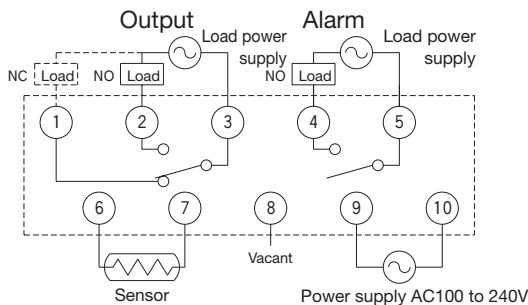 Output
Alarm
Load power
supply
Load power
supply
NC
Load
NO
Load
NO
Load
1
2
3
4
5
6
7
8
9
10
Vacant
Sensor
Power supply AC100 to 240V